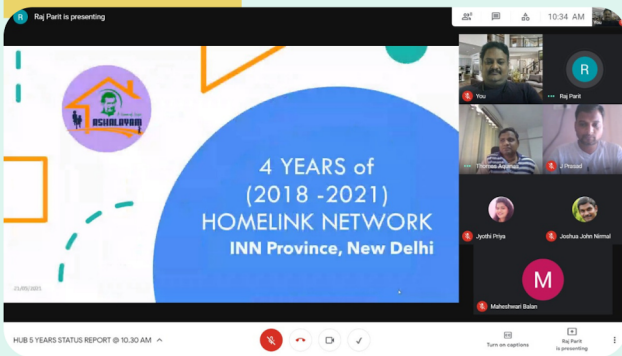 R
Raj Parit is presenting
10:34 AM
You
ASHALAYAM
4 YEARS of
(2018 -2021)
HOMELINK NETWORK
INN Province, New Delhi
21/05/2021
You
R
Raj Parit
Thomas Aquinas
J Prasad
Jyothi Priya
Joshua John Nirmal
M
Maheshwari Balan
HUB 5 YEARS STATUS REPORT @ 10.30 AM
Turn on captions
Raj Parit
is presenting